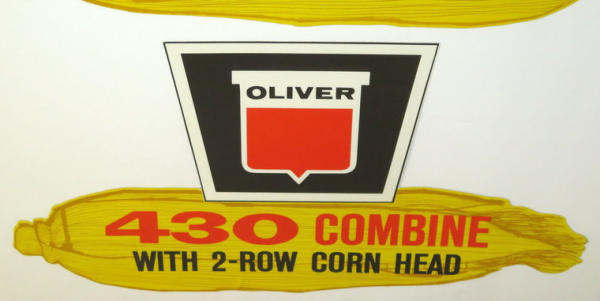 OLIVER
430 COMBINE
WITH 2-ROW CORN HEAD